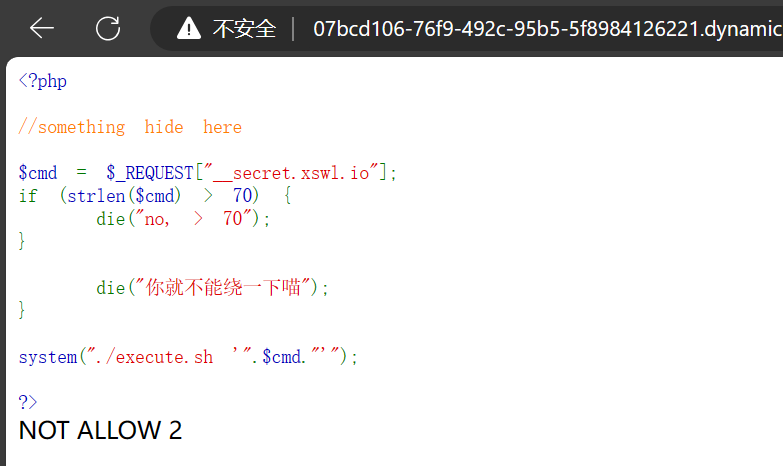 不安全 | 07bcd106-76f9-492c-95b5-5f8984126221.dynamic
<?php
//something hide here
$cmd = $_REQUEST["__secret.xswl.io"];
if (strlen($cmd) > 70) {
die("no, > 70");
}
die("你就不能绕一下喵");
}
system("./execute.sh '".$cmd."'");
?>
NOT ALLOW 2